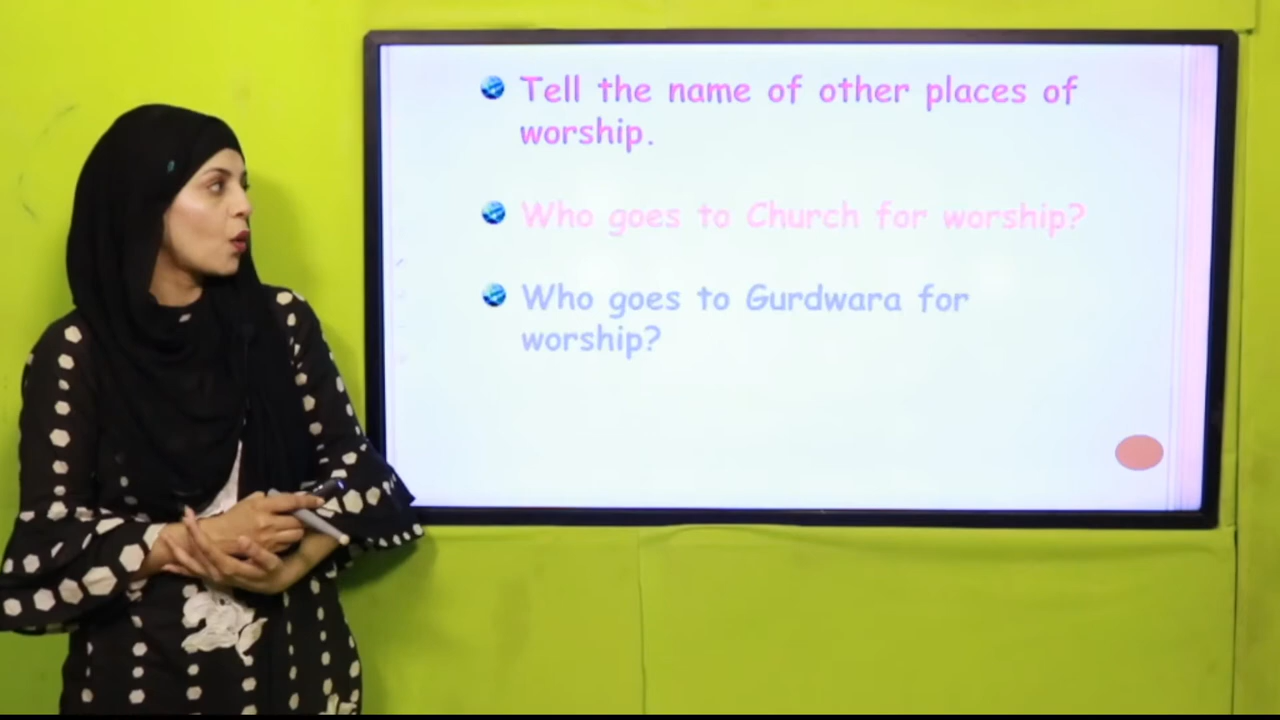 Tell the name of other places of
worship.
Who goes to Church for worship?
Who goes to Gurdwara for
worship?